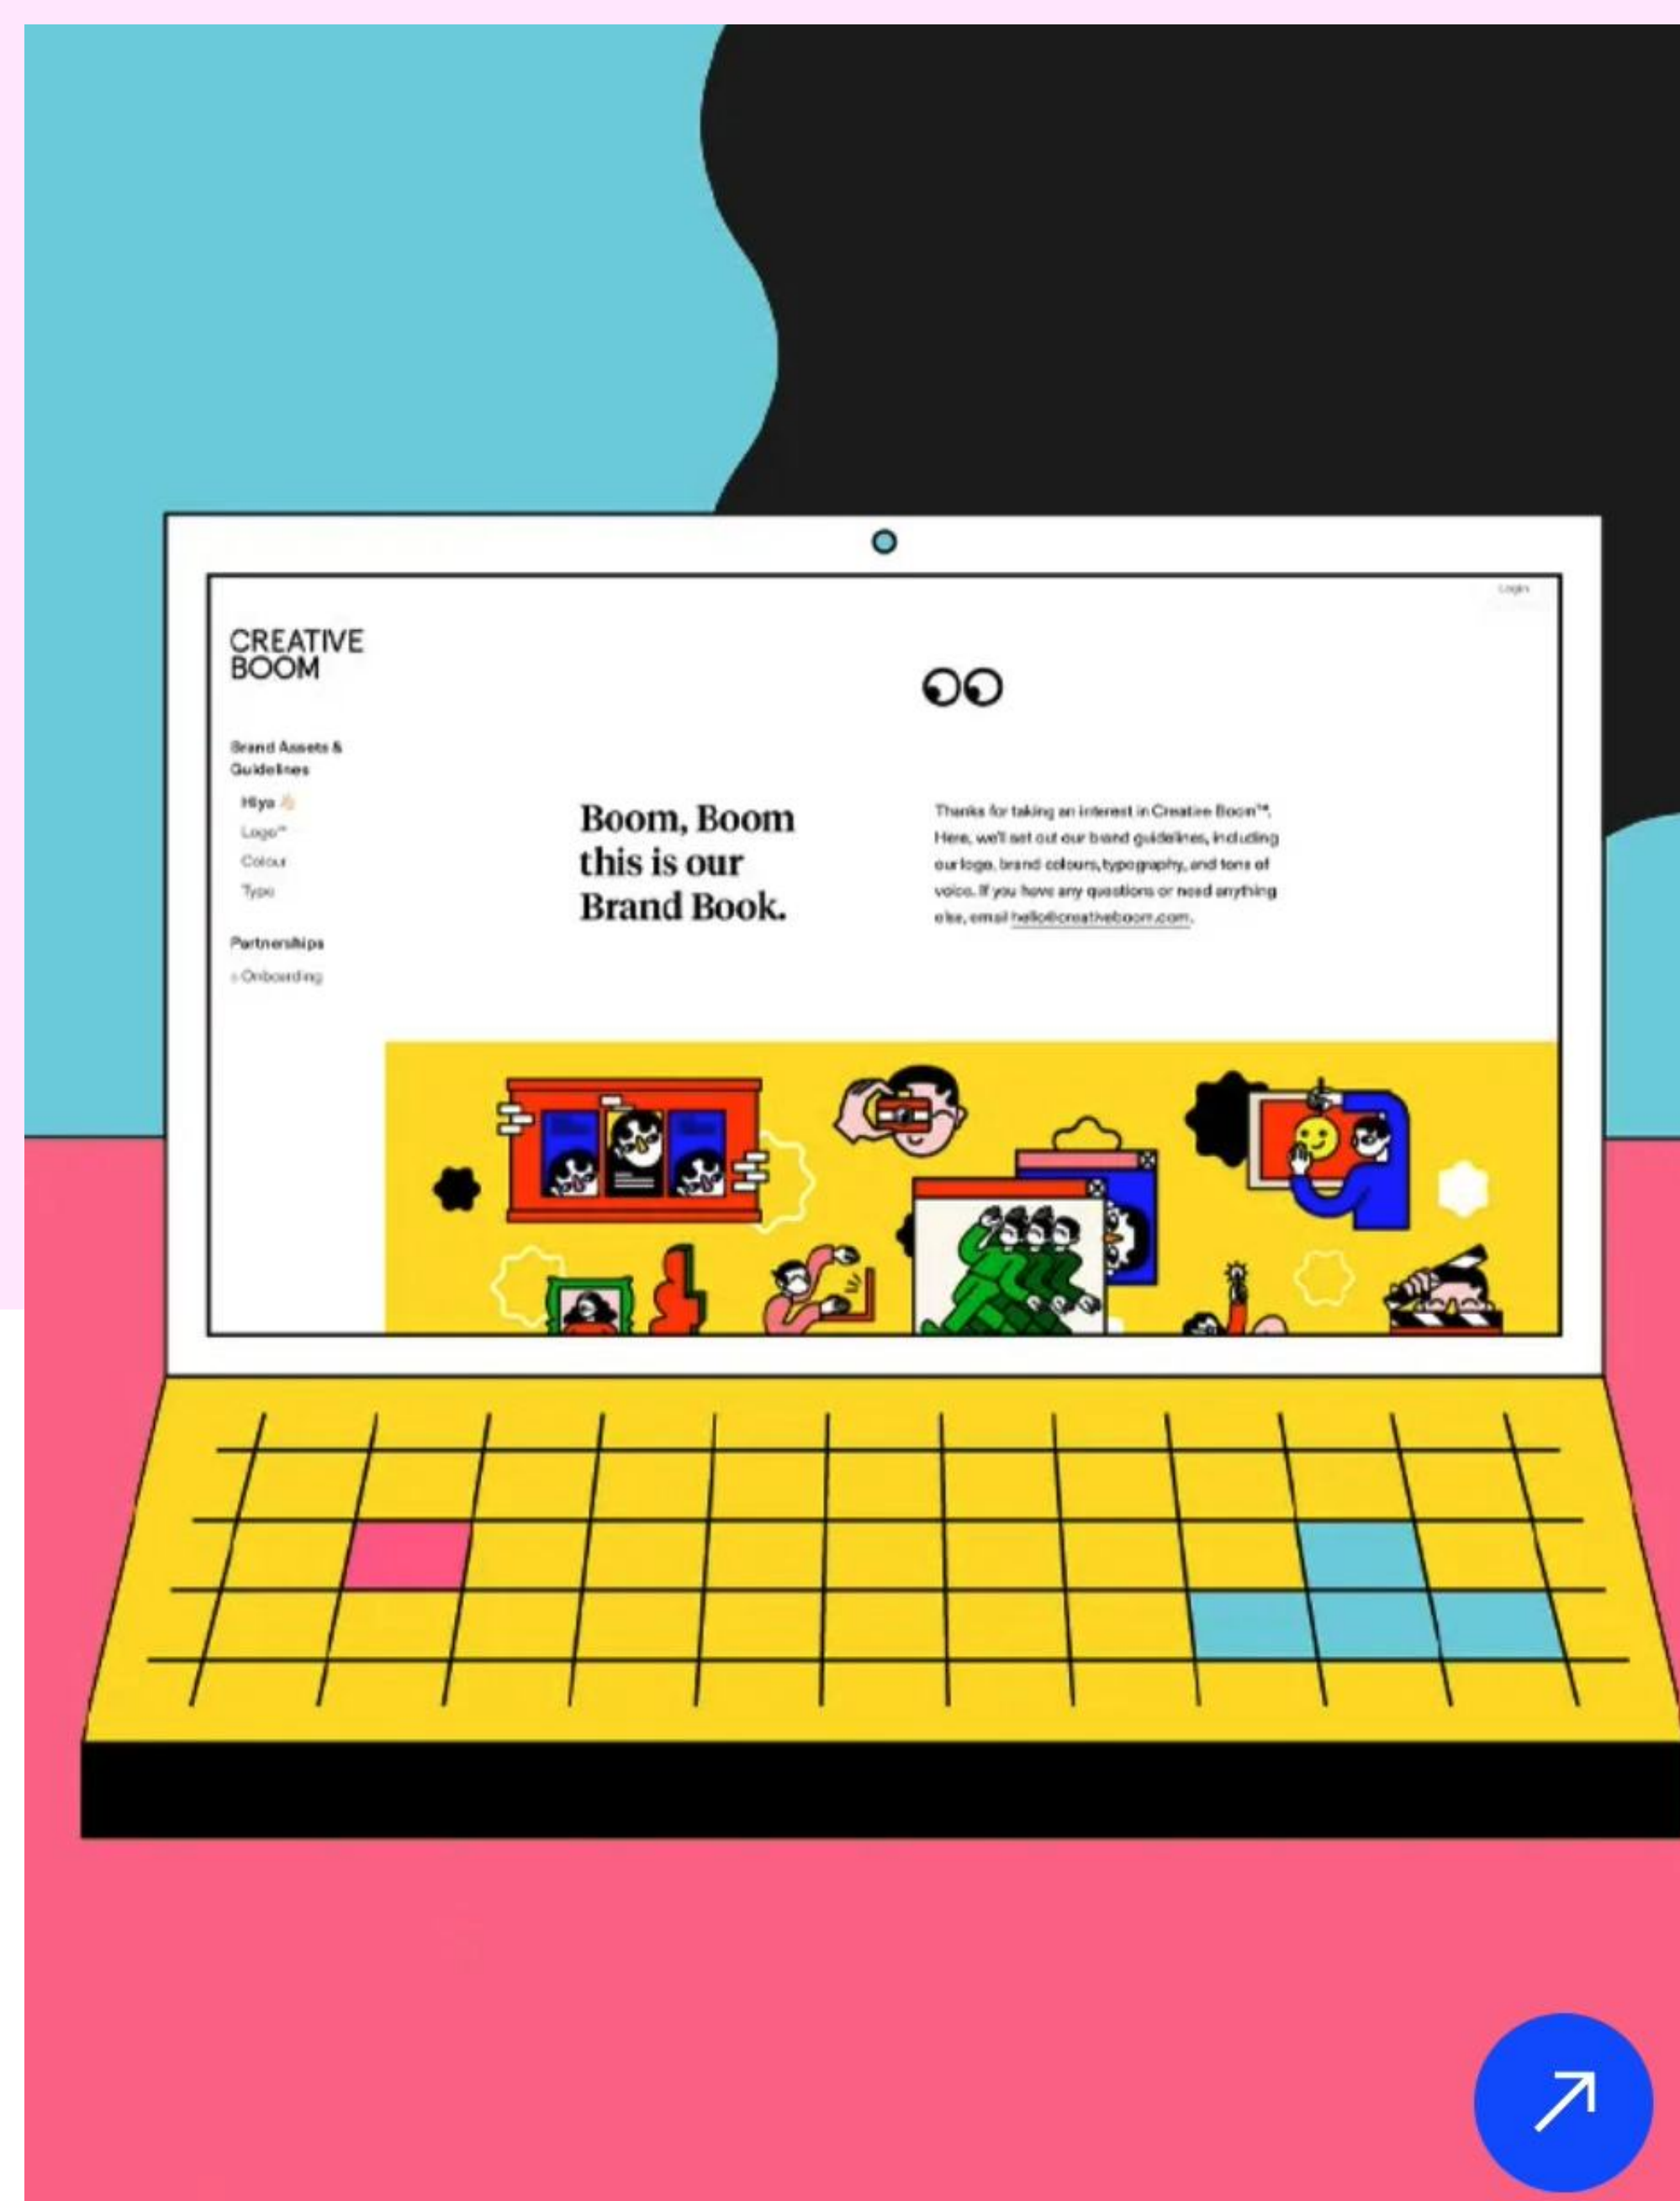 Login
CREATIVE
BOOM
Brand Assets &
Guidelines
Hiya 👋🏻
Logo™
Colour
Type
Partnerships
Onboarding
Boom, Boom
this is our
Brand Book.
Thanks for taking an interest in Creative Boom™.
Here, we'll set out our brand guidelines, including
our logo, brand colours, typography, and tone of
voice. If you have any questions or need anything
else, email hello@creativeboom.com.